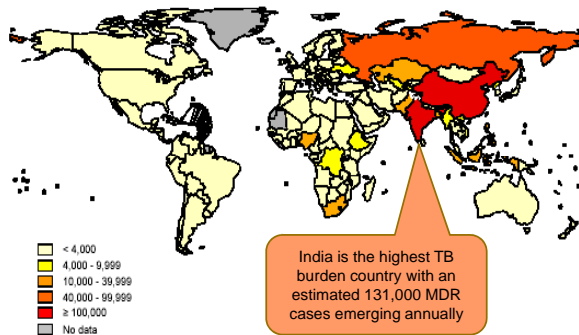 India is the highest TB
burden country with an
estimated 131,000 MDR
cases emerging annually
< 4,000
4,000 - 9,999
10,000 - 39,999
40,000 - 99,999
≥ 100,000
No data